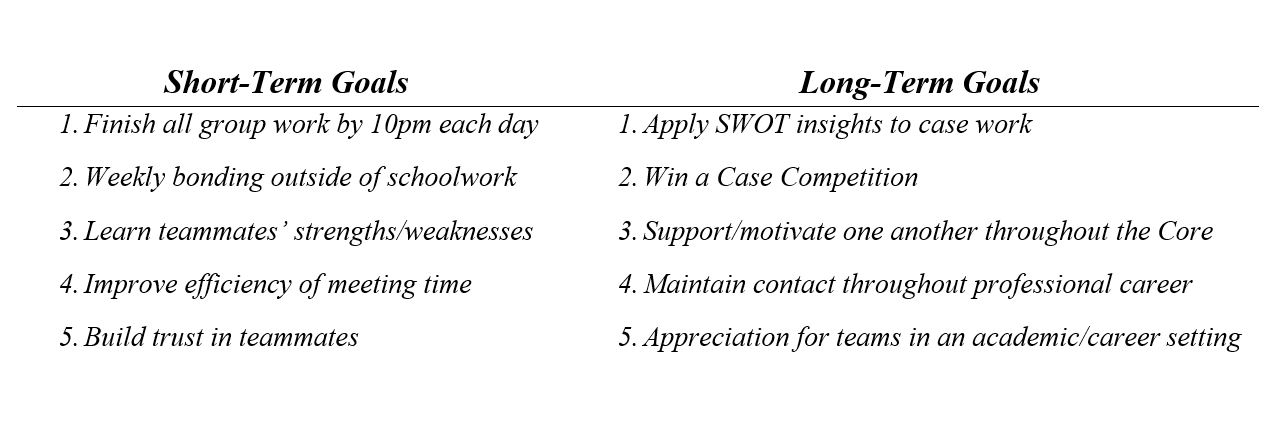 Short-Term Goals
Long-Term Goals
1. Finish all group work by 10pm each day
1. Apply SWOT insights to case work
2. Weekly bonding outside of schoolwork
2. Win a Case Competition
3. Learn teammates’ strengths/weaknesses
3. Support/motivate one another throughout the Core
4. Improve efficiency of meeting time
4. Maintain contact throughout professional career
5. Build trust in teammates
5. Appreciation for teams in an academic/career setting